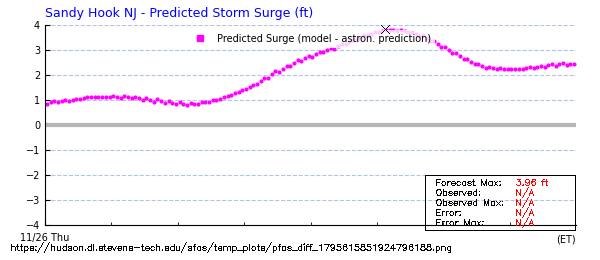 Sandy Hook NJ - Predicted Storm Surge (ft)
4
Predicted Surge (model - astron. prediction)
3
2
1
0
−1
−2
Forecast Max: 3.96 ft
Observed: N/A
Observed Max: N/A
−3
Error: N/A
Error Max: N/A
−4
11/26 Thu
(ET)
https://hudson.dl.stevens-tech.edu/sfas/temp_plots/pfas_diff_1795615851924796188.png